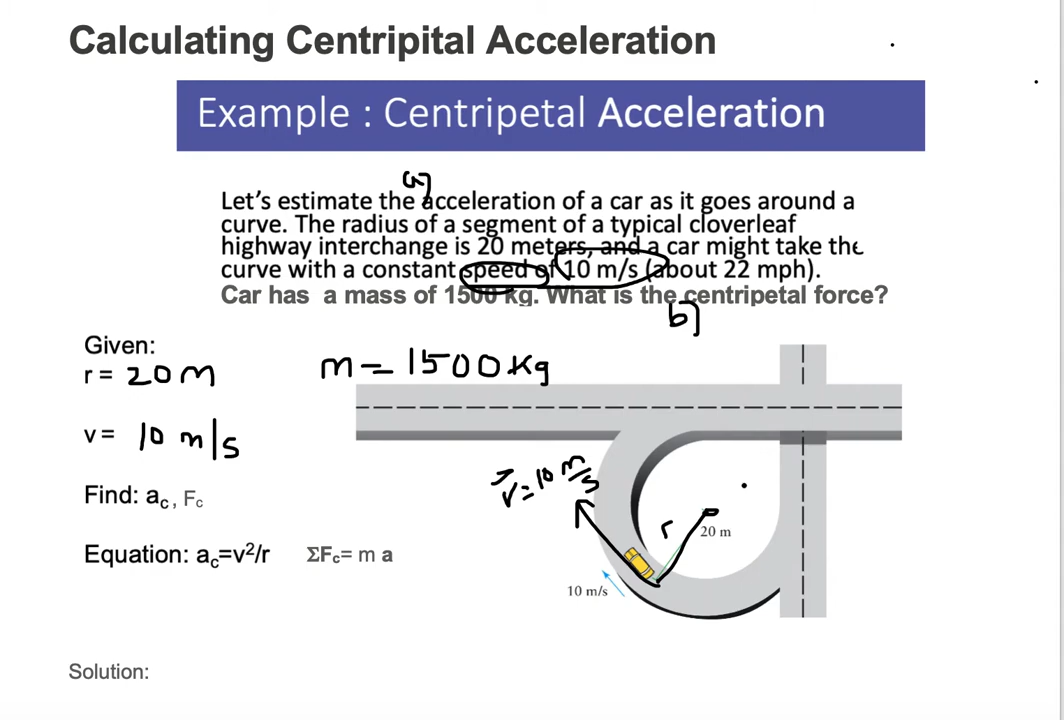 Calculating Centripital Acceleration
Example : Centripetal Acceleration
a)
Let's estimate the acceleration of a car as it goes around a
curve. The radius of a segment of a typical cloverleaf
highway interchange is 20 meters, and a car might take the
curve with a constant speed of 10 m/s (about 22 mph).
Car has a mass of 1500 kg. What is the centripetal force?
b)
Given:
r = 20 m
m = 1500 kg
v = 10 m/s
v = 10 m/s
Find: ac, Fc
r
20 m
Equation: ac=v²/r ΣFc= m a
10 m/s
Solution: